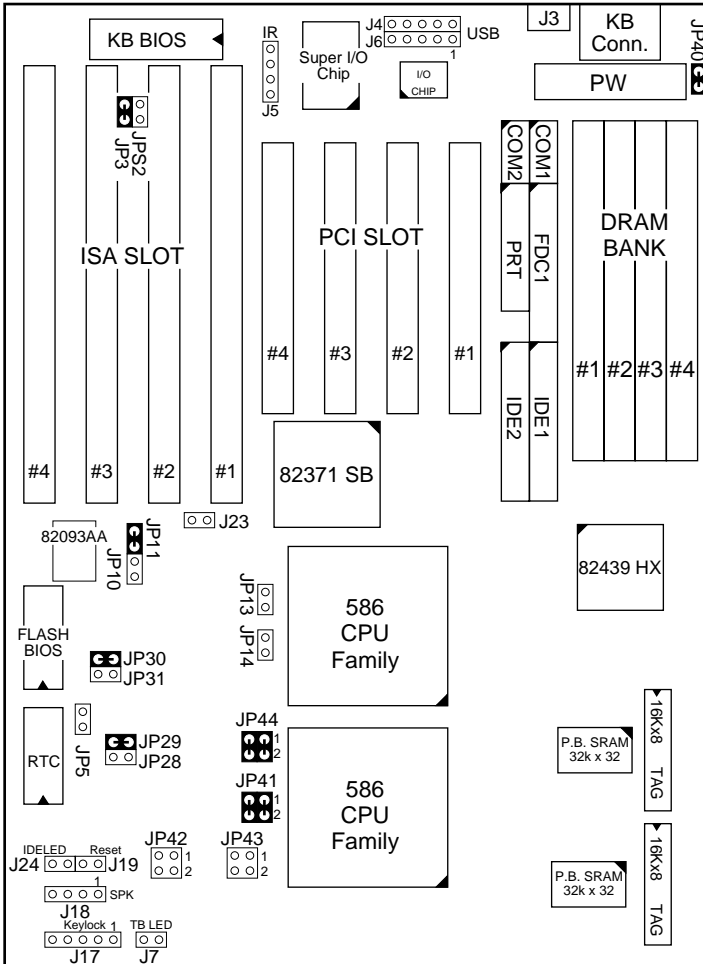 KB BIOS
IR
J5
Super I/O
Chip
J4
J6
USB
1
I/O
CHIP
J3
KB
Conn.
JP40
PW
JP3
JPS2
COM2
COM1
ISA SLOT
PCI SLOT
PRT
FDC1
DRAM
BANK
#4
#3
#2
#1
#1
#2
#3
#4
IDE2
IDE1
#4
#3
#2
#1
82371 SB
J23
82093AA
JP11
JP10
82439 HX
586
CPU
Family
JP13
JP14
FLASH
BIOS
JP30
JP31
JP5
RTC
JP29
JP28
JP44
1
2
JP41
1
2
586
CPU
Family
P.B. SRAM
32k x 32
16Kx8
TAG
JP42
1
2
JP43
1
2
IDELED
Reset
J24
J19
1
SPK
J18
Keylock
1
J17
TB LED
J7
P.B. SRAM
32k x 32
16Kx8
TAG